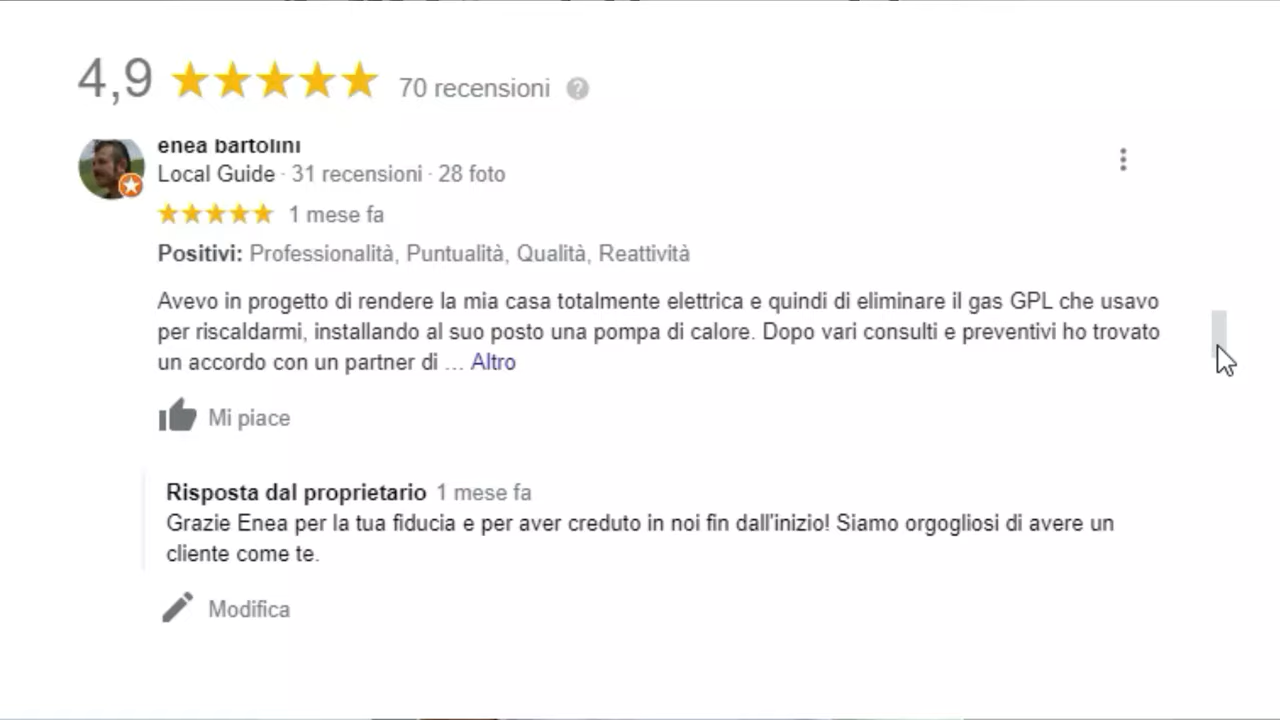 4,9 70 recensioni
enea bartolini
Local Guide · 31 recensioni · 28 foto
1 mese fa
Positivi: Professionalità, Puntualità, Qualità, Reattività
Avevo in progetto di rendere la mia casa totalmente elettrica e quindi di eliminare il gas GPL che usavo
per riscaldarmi, installando al suo posto una pompa di calore. Dopo vari consulti e preventivi ho trovato
un accordo con un partner di … Altro
Mi piace
Risposta dal proprietario 1 mese fa
Grazie Enea per la tua fiducia e per aver creduto in noi fin dall'inizio! Siamo orgogliosi di avere un
cliente come te.
Modifica